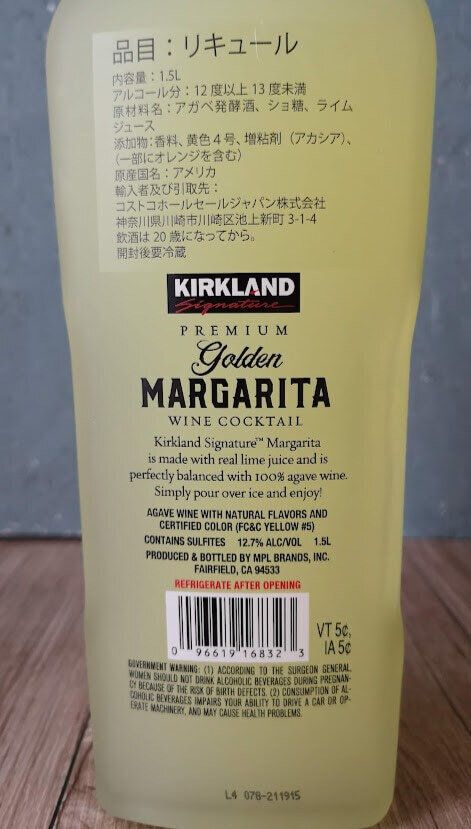 品目：リキュール
内容量：1.5L
アルコール分：12度以上13度未満
原材料名：アガベ発酵酒、ショ糖、ライム
ジュース
添加物：香料、黄色4号、増粘剤（アカシア）、
（一部にオレンジを含む）
原産国名：アメリカ
輸入者及び引取先：
コストコホールセールジャパン株式会社
神奈川県川崎市川崎区池上新町3-1-4
飲酒は20歳になってから。
開封後要冷蔵
KIRKLAND
Signature
PREMIUM
Golden
MARGARITA
WINE COCKTAIL
Kirkland Signature™ Margarita
is made with real lime juice and is
perfectly balanced with 100% agave wine.
Simply pour over ice and enjoy!
AGAVE WINE WITH NATURAL FLAVORS AND
CERTIFIED COLOR (FC&C YELLOW #5)
CONTAINS SULFITES 12.7% ALC/VOL 1.5L
PRODUCED & BOTTLED BY MPL BRANDS, INC.
FAIRFIELD, CA 94533
REFRIGERATE AFTER OPENING
0 96619 16832 3
VT 5¢,
IA 5¢
GOVERNMENT WARNING: (1) ACCORDING TO THE SURGEON GENERAL,
WOMEN SHOULD NOT DRINK ALCOHOLIC BEVERAGES DURING PREGNAN-
CY BECAUSE OF THE RISK OF BIRTH DEFECTS. (2) CONSUMPTION OF AL-
COHOLIC BEVERAGES IMPAIRS YOUR ABILITY TO DRIVE A CAR OR OP-
ERATE MACHINERY, AND MAY CAUSE HEALTH PROBLEMS.
L4 078-211915